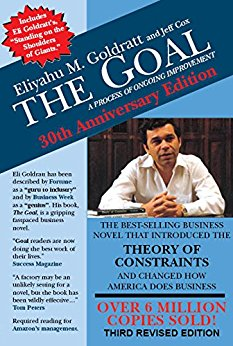 Includes
Eli Goldratt's,
"Standing on the
Shoulders
of Giants."
Eliyahu M. Goldratt and Jeff Cox
THE GOAL
A PROCESS OF ONGOING IMPROVEMENT
30th Anniversary Edition
Eli Goldratt has been
described by Fortune
as a "guru to industry"
and by Business Week
as a "genius". His book,
The Goal, is a gripping
fastpaced business
novel.
"Goal readers are now
doing the best work of
their lives."
Success Magazine
"A factory may be an
unlikely seeing for a
novel, but the book has
been wildly effective..."
Tom Peters
Required reading for
Amazon's management.
THE BEST-SELLING BUSINESS
NOVEL THAT INTRODUCED THE
THEORY OF
CONSTRAINTS
AND CHANGED HOW
AMERICA DOES BUSINESS
OVER 6 MILLION
COPIES SOLD!
THIRD REVISED EDITION